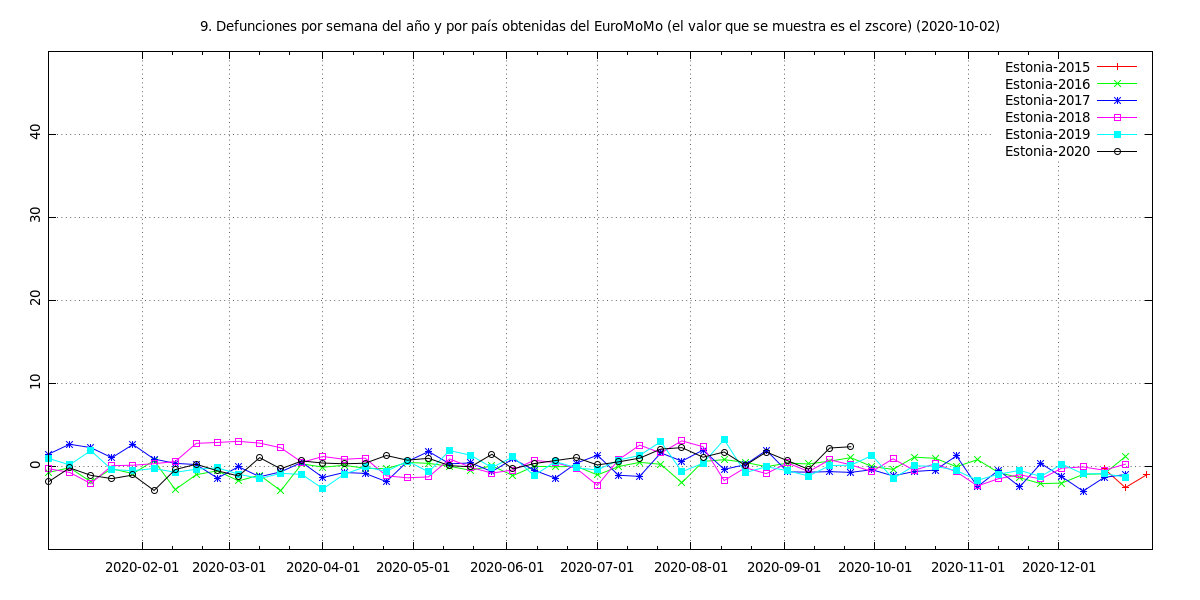 9. Defunciones por semana del año y por país obtenidas del EuroMoMo (el valor que se muestra es el zscore) (2020-10-02)
Estonia-2015
Estonia-2016
Estonia-2017
Estonia-2018
Estonia-2019
Estonia-2020
40
30
20
10
0
2020-02-01 2020-03-01 2020-04-01 2020-05-01 2020-06-01 2020-07-01 2020-08-01 2020-09-01 2020-10-01 2020-11-01 2020-12-01